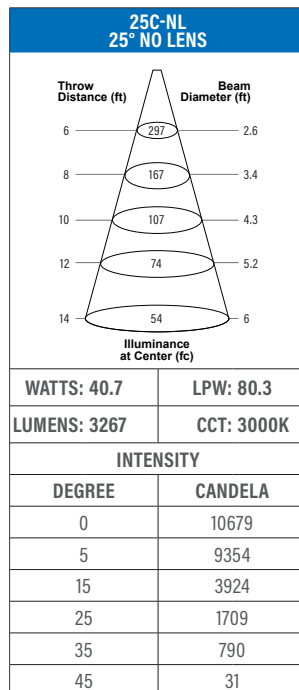 25C-NL
25° NO LENS
Throw Distance (ft)
Beam Diameter (ft)
6 297 2.6
8 167 3.4
10 107 4.3
12 74 5.2
14 54 6
Illuminance
at Center (fc)
WATTS: 40.7 LPW: 80.3
LUMENS: 3267 CCT: 3000K
INTENSITY
DEGREE CANDELA
0 10679
5 9354
15 3924
25 1709
35 790
45 31